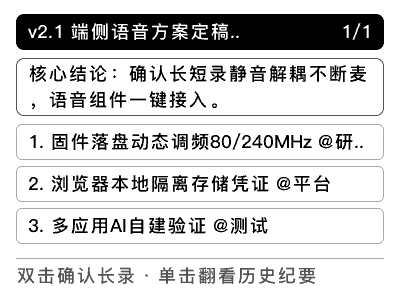 v2.1 端侧语音方案定稿.. 1/1
核心结论：确认长短录静音解耦不断麦
，语音组件一键接入。
1. 固件落盘动态调频80/240MHz @研..
2. 浏览器本地隔离存储凭证 @平台
3. 多应用AI自建验证 @测试
双击确认长录 · 单击翻看历史纪要